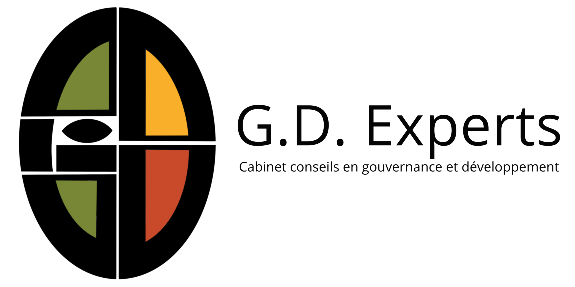 G.D. Experts
Cabinet conseils en gouvernance et développement